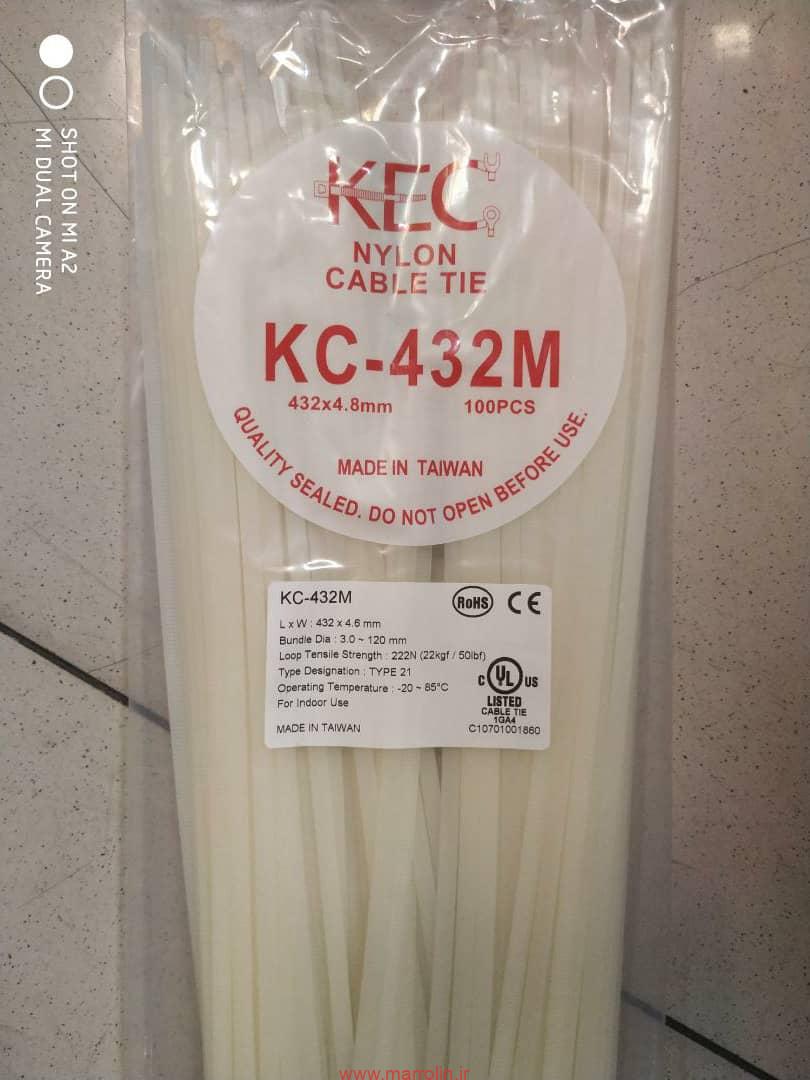 SHOT ON MI A2
MI DUAL CAMERA
KEC
NYLON
CABLE TIE
KC-432M
432x4.8mm 100PCS
MADE IN TAIWAN
QUALITY SEALED. DO NOT OPEN BEFORE USE.
KC-432M
RoHS CE
L x W : 432 x 4.6 mm
Bundle Dia : 3.0 ~ 120 mm
Loop Tensile Strength : 222N (22kgf / 50lbf)
Type Designation : TYPE 21
Operating Temperature : -20 ~ 85°C
For Indoor Use
C UL US
LISTED
CABLE TIE
1GA4
MADE IN TAIWAN C10701001860
www.marrolin.ir